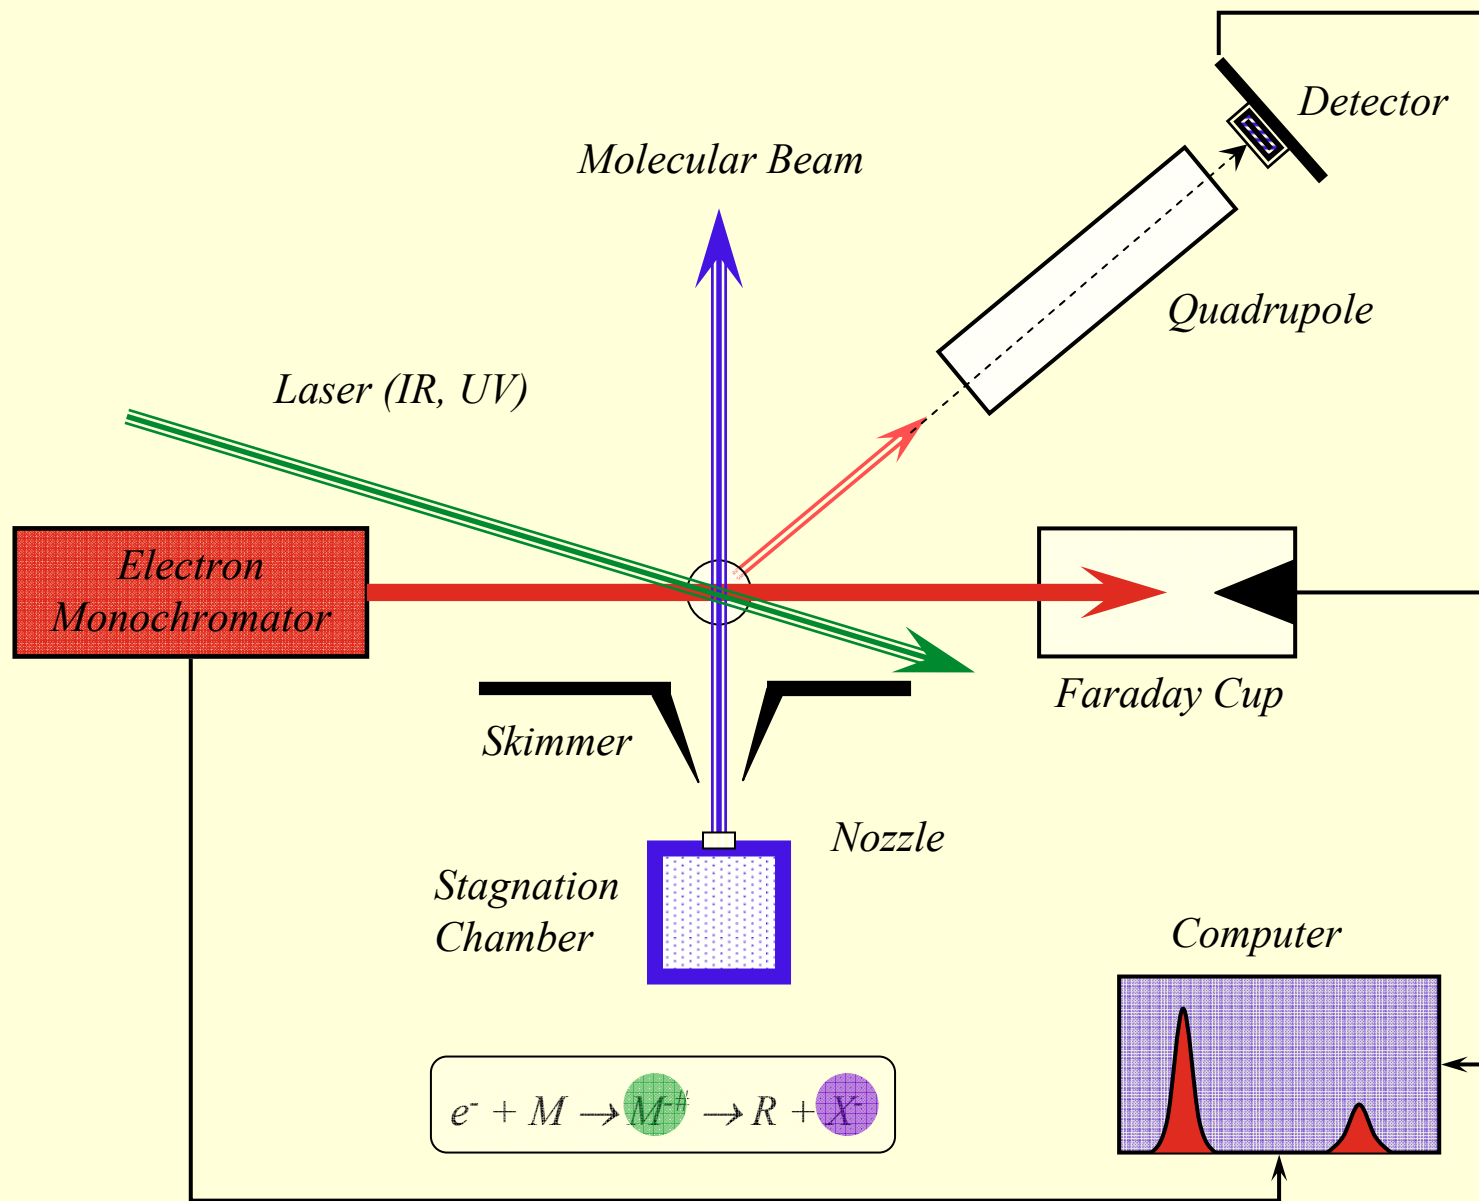 Detector
Molecular Beam
Quadrupole
Laser (IR, UV)
Electron
Monochromator
Faraday Cup
Skimmer
Nozzle
Stagnation
Chamber
Computer
e⁻ + M → M⁻# → R + X⁻